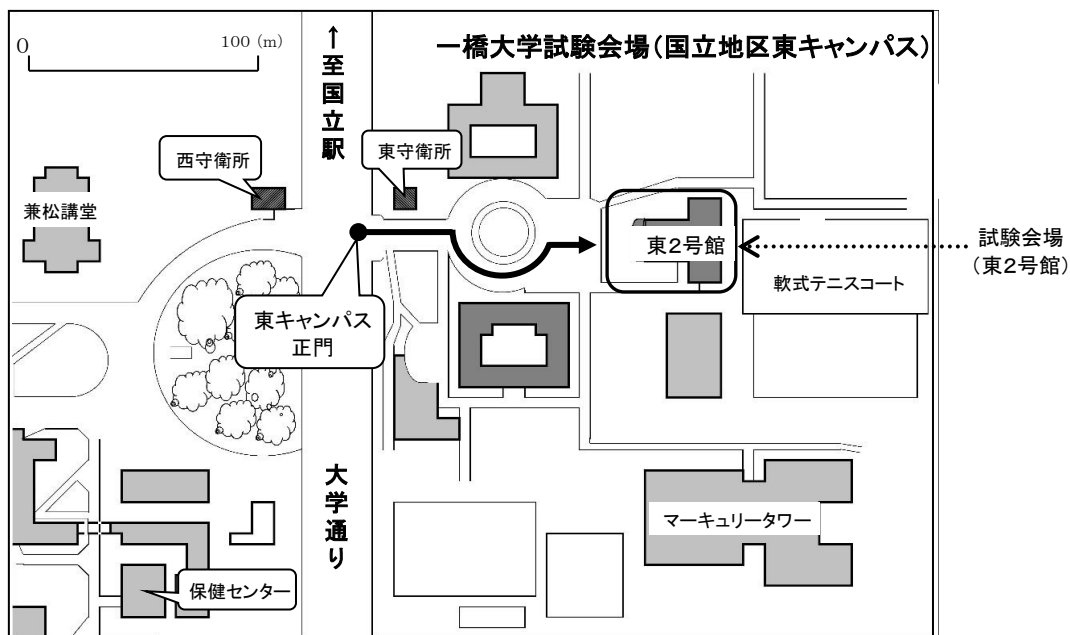 0
100 (m)
↑至国立駅
一橋大学試験会場(国立地区東キャンパス)
西守衛所
東守衛所
兼松講堂
東2号館
試験会場
(東2号館)
軟式テニスコート
東キャンパス
正門
大学通り
マーキュリータワー
保健センター